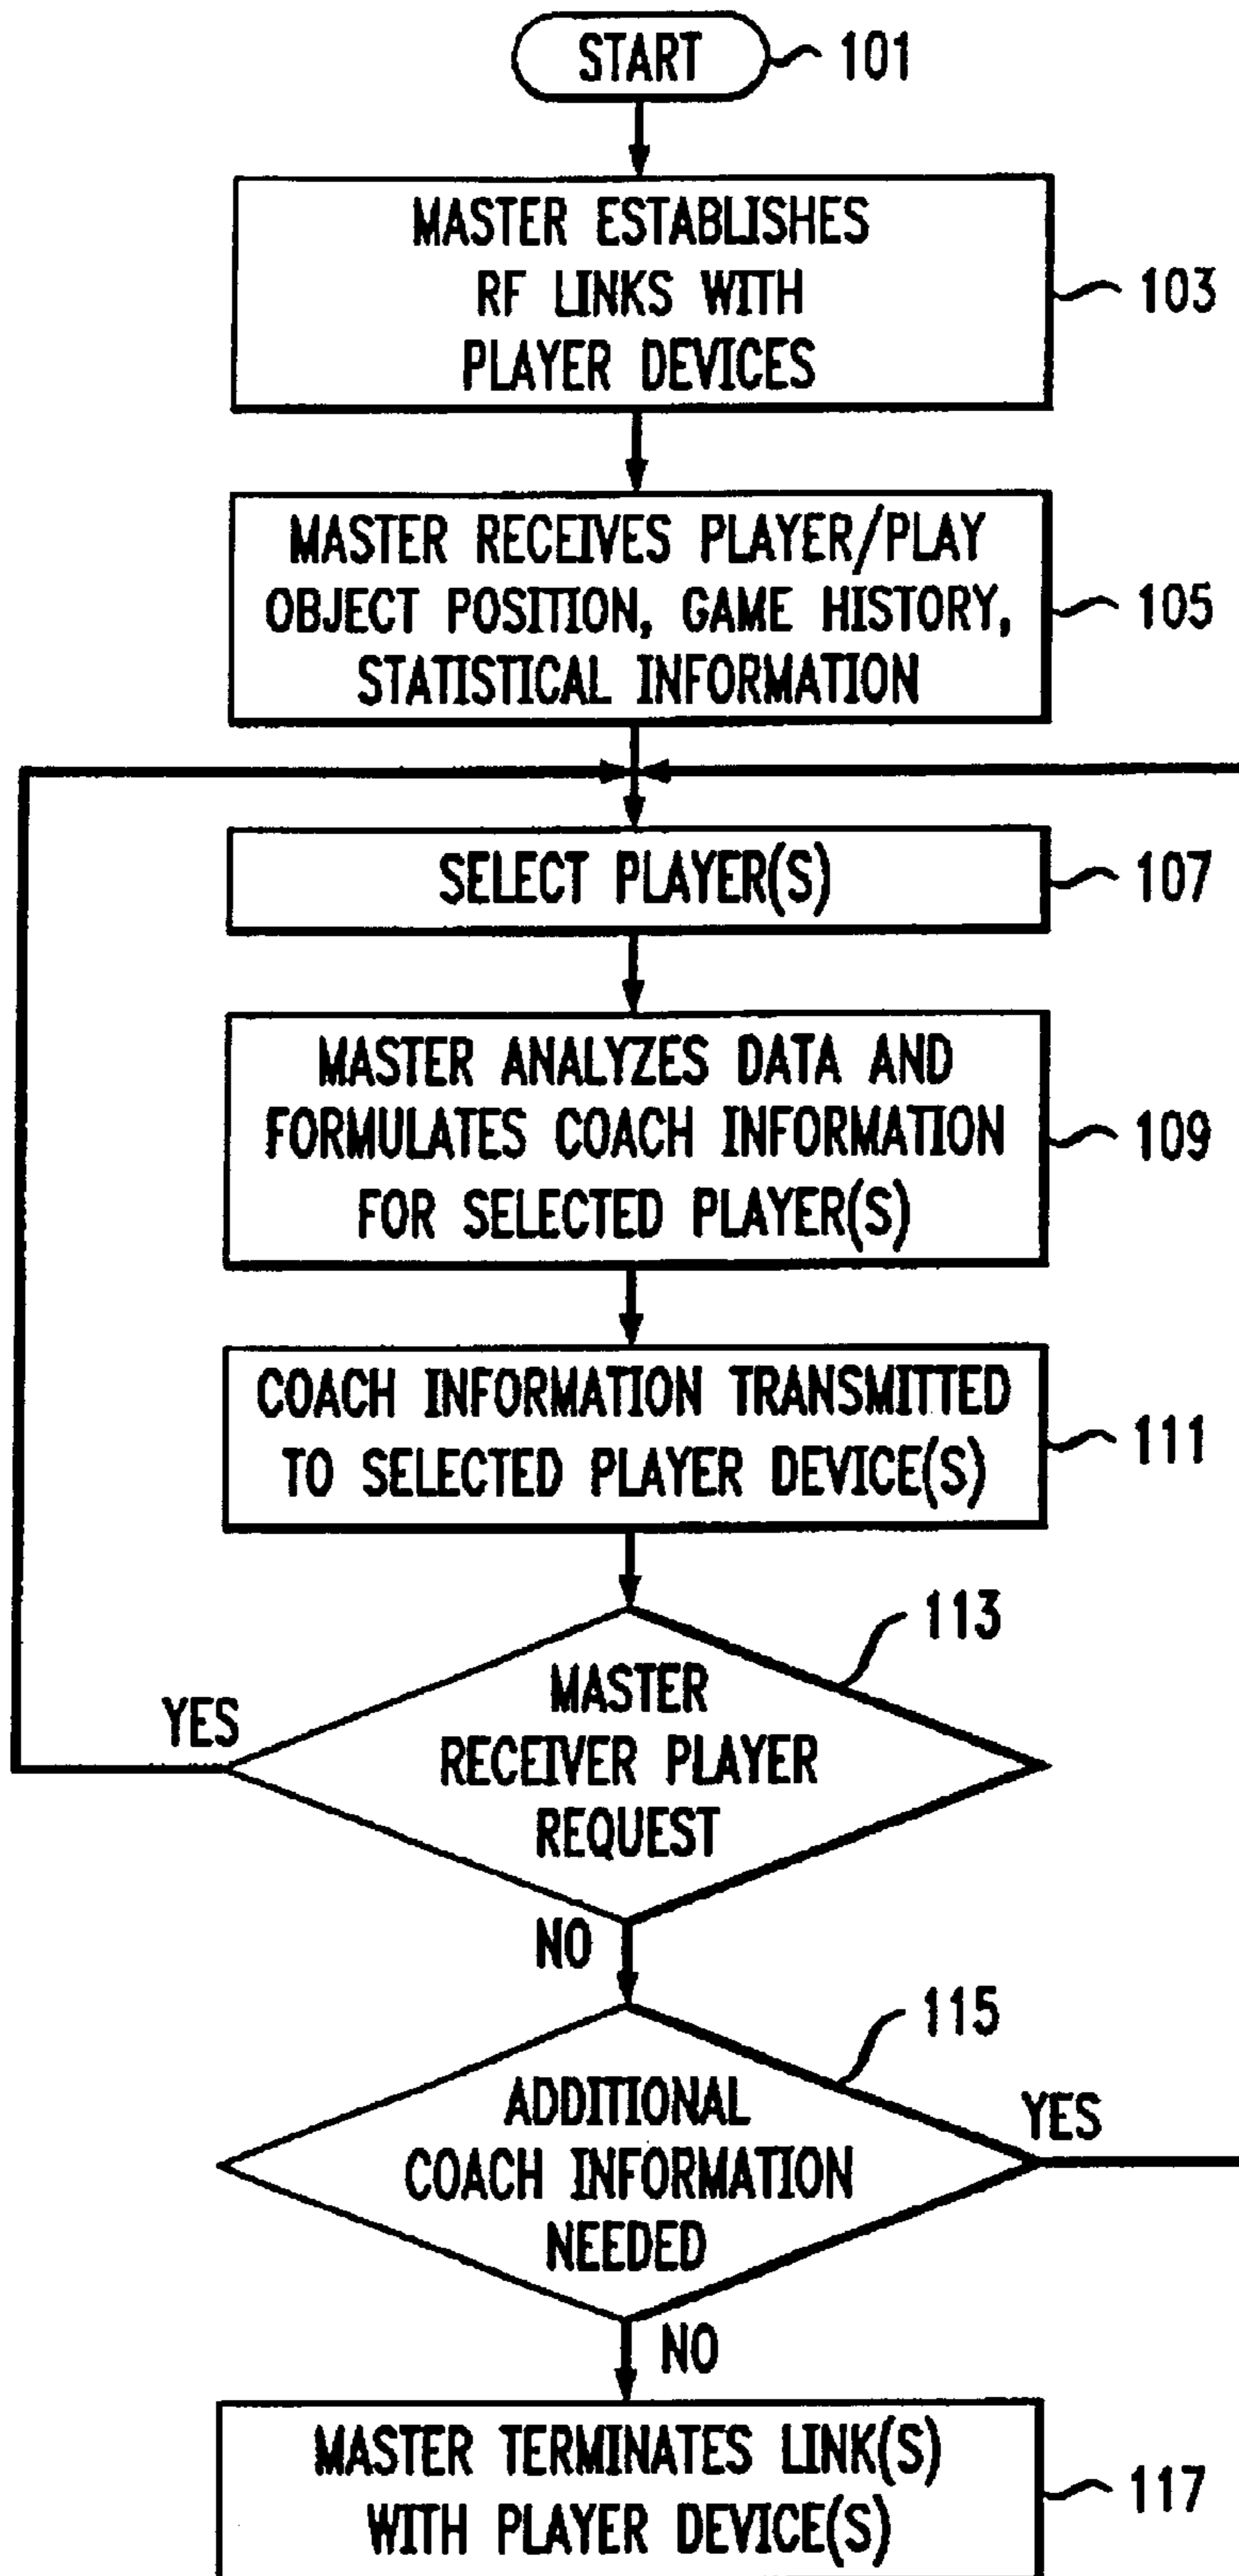 START
101
MASTER ESTABLISHES
RF LINKS WITH
PLAYER DEVICES
103
MASTER RECEIVES PLAYER/PLAY
OBJECT POSITION, GAME HISTORY,
STATISTICAL INFORMATION
105
SELECT PLAYER(S)
107
MASTER ANALYZES DATA AND
FORMULATES COACH INFORMATION
FOR SELECTED PLAYER(S)
109
COACH INFORMATION TRANSMITTED
TO SELECTED PLAYER DEVICE(S)
111
113
MASTER
RECEIVER PLAYER
REQUEST
YES
NO
115
ADDITIONAL
COACH INFORMATION
NEEDED
YES
NO
MASTER TERMINATES LINK(S)
WITH PLAYER DEVICE(S)
117